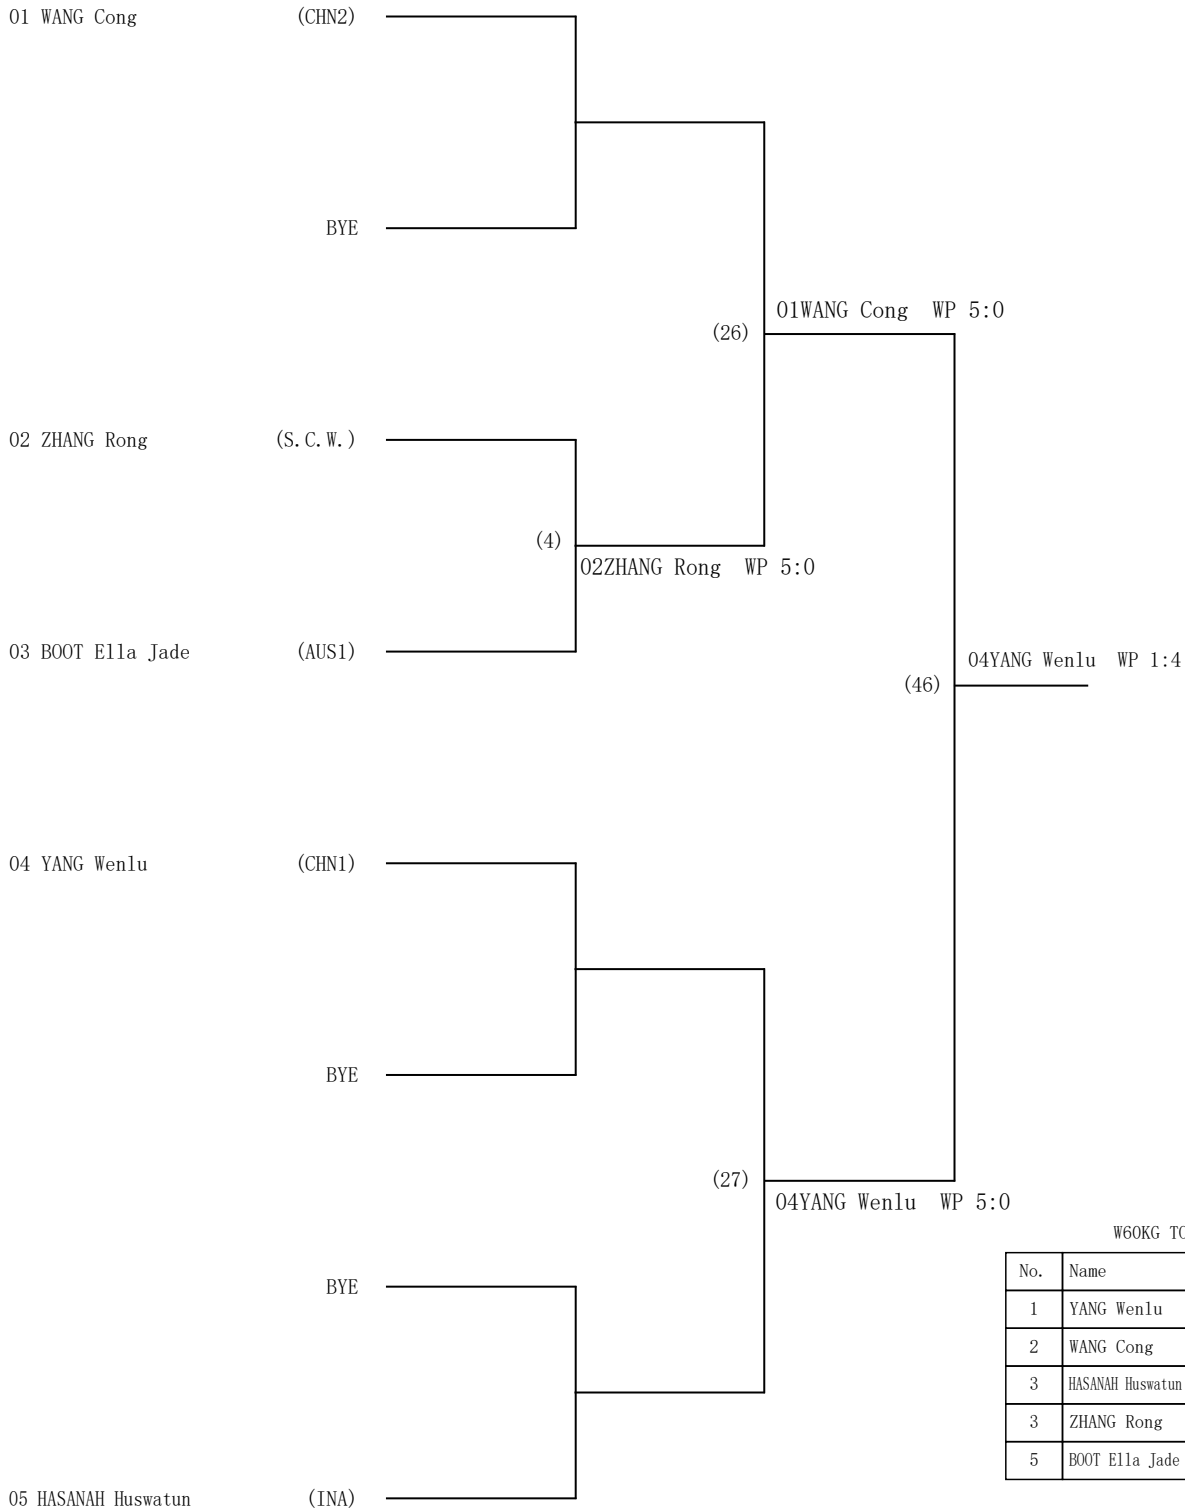 01 WANG Cong (CHN2)
BYE
01WANG Cong WP 5:0
(26)
02 ZHANG Rong (S.C.W.)
(4)
02ZHANG Rong WP 5:0
03 BOOT Ella Jade (AUS1)
04YANG Wenlu WP 1:4
(46)
04 YANG Wenlu (CHN1)
BYE
(27)
04YANG Wenlu WP 5:0
W60KG TO
BYE
No. Name
1 YANG Wenlu
2 WANG Cong
3 HASANAH Huswatun
3 ZHANG Rong
5 BOOT Ella Jade
05 HASANAH Huswatun (INA)